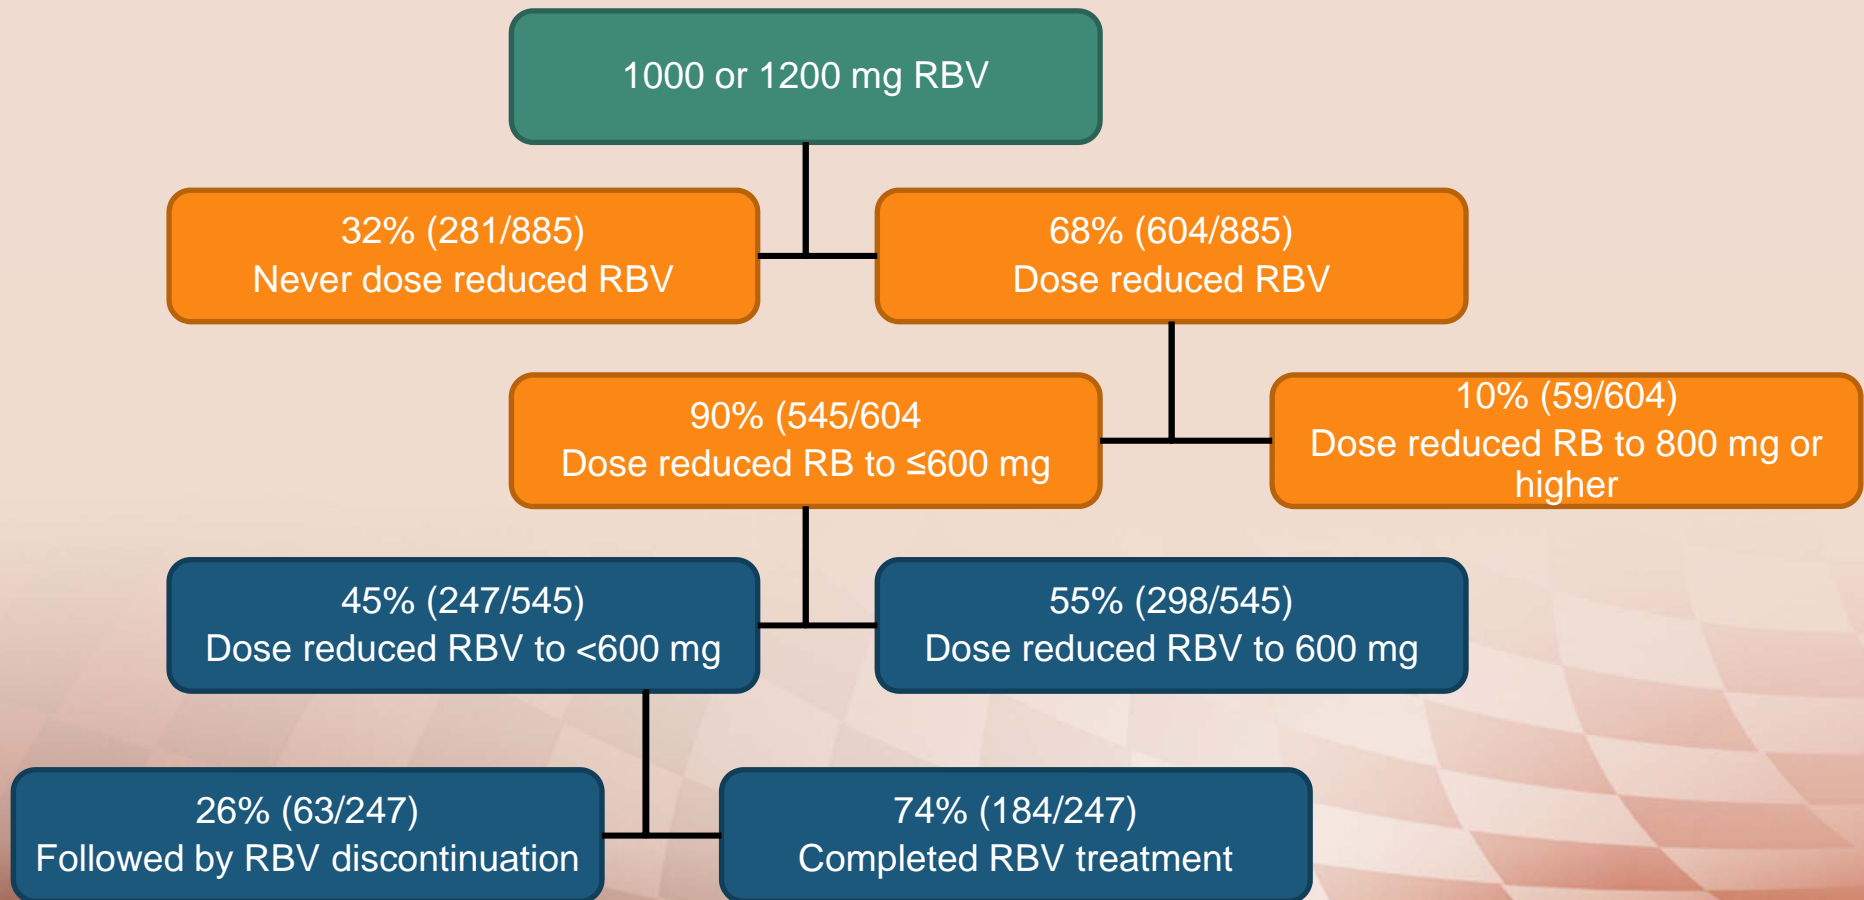 1000 or 1200 mg RBV
32% (281/885)
Never dose reduced RBV
68% (604/885)
Dose reduced RBV
90% (545/604
Dose reduced RB to ≤600 mg
10% (59/604)
Dose reduced RB to 800 mg or
higher
45% (247/545)
Dose reduced RBV to <600 mg
55% (298/545)
Dose reduced RBV to 600 mg
26% (63/247)
Followed by RBV discontinuation
74% (184/247)
Completed RBV treatment